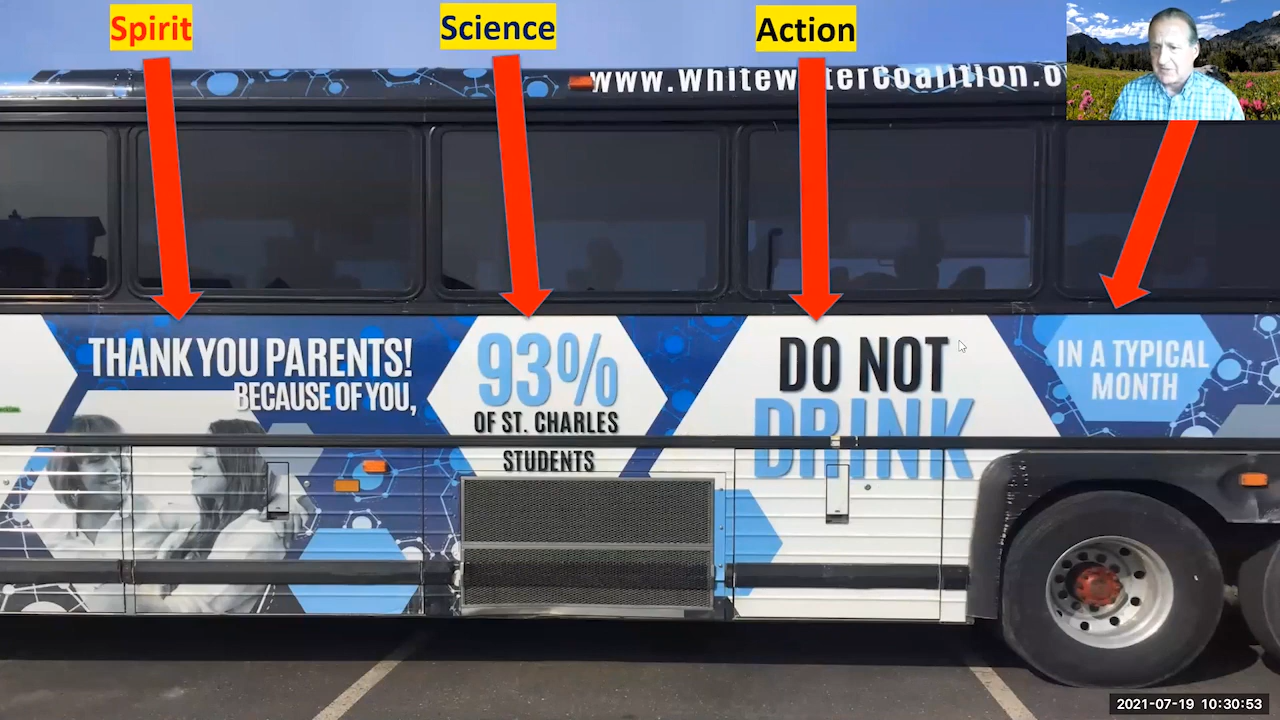 Spirit
Science
Action
www.WhitewaterCoalition.o
THANK YOU PARENTS!
BECAUSE OF YOU,
93%
OF ST. CHARLES
STUDENTS
DO NOT
DRINK
IN A TYPICAL
MONTH
2021-07-19 10:30:53